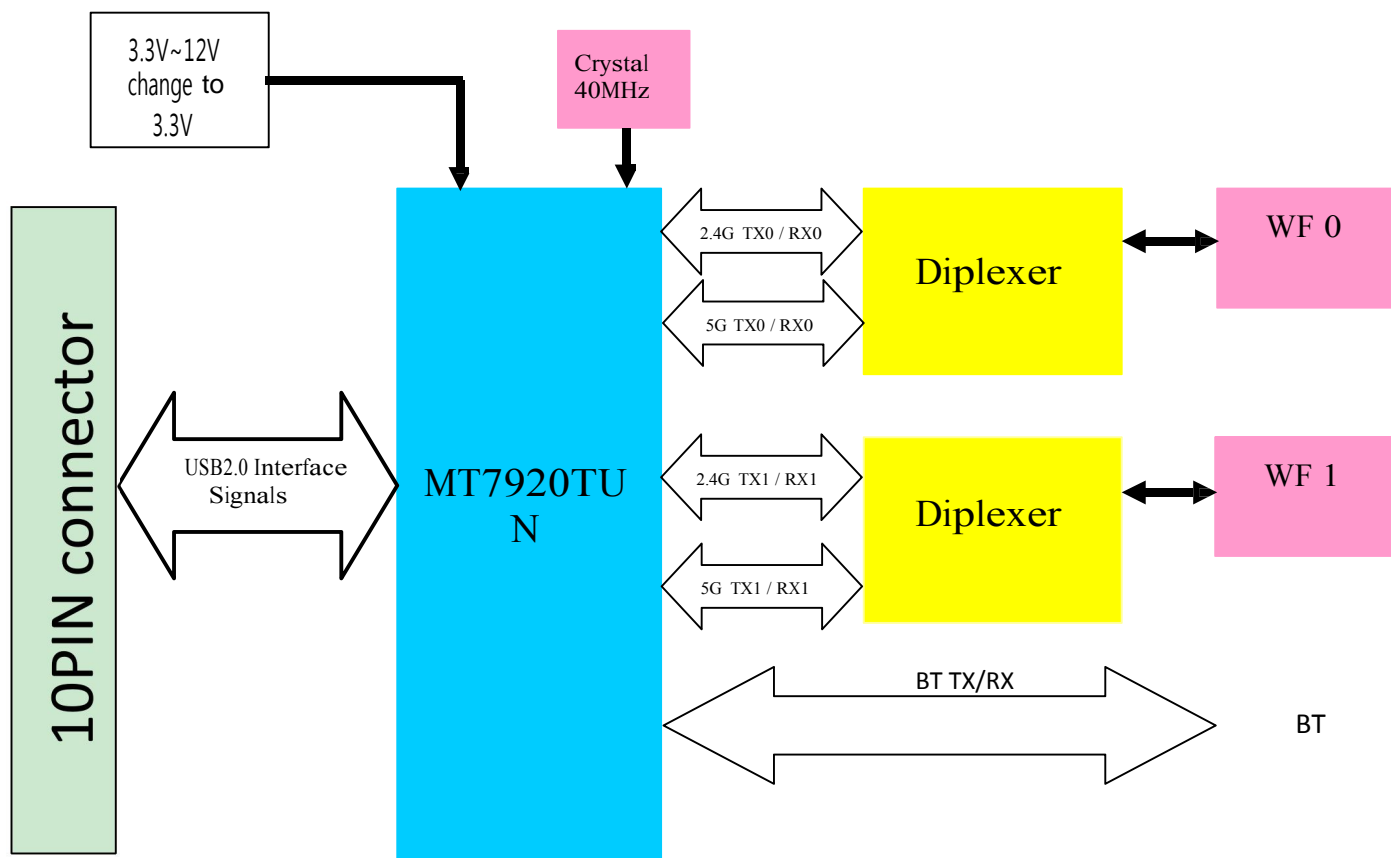 3.3V~12V
change to
3.3V
Crystal
40MHz
10PIN connector
USB2.0 Interface
Signals
MT7920TU
N
2.4G TX0 / RX0
5G TX0 / RX0
Diplexer
WF 0
2.4G TX1 / RX1
5G TX1 / RX1
Diplexer
WF 1
BT TX/RX
BT